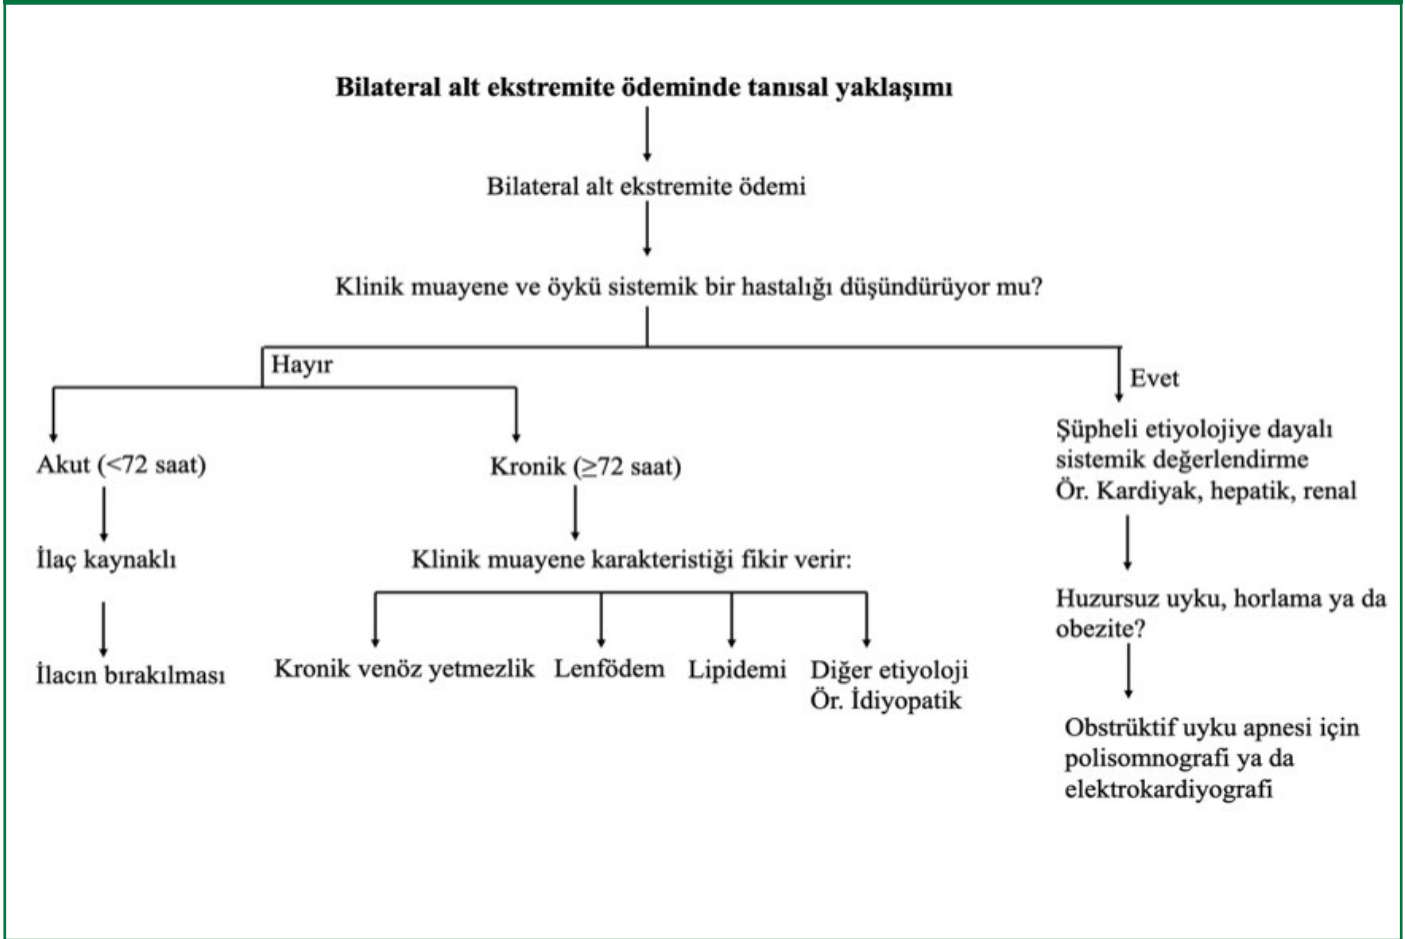 Bilateral alt ekstremite ödeminde tanısal yaklaşımı
Bilateral alt ekstremite ödemi
Klinik muayene ve öykü sistemik bir hastalığı düşündürüyor mu?
Hayır
Evet
Akut (<72 saat)
İlaç kaynaklı
İlacın bırakılması
Kronik (≥72 saat)
Klinik muayene karakteristiği fikir verir:
Kronik venöz yetmezlik
Lenfödem
Lipidemi
Diğer etiyoloji
Ör. İdiyopatik
Şüpheli etiyolojiye dayalı
sistemik değerlendirme
Ör. Kardiyak, hepatik, renal
Huzursuz uyku, horlama ya da
obezite?
Obstrüktif uyku apnesi için
polisomnografi ya da
elektrokardiyografi